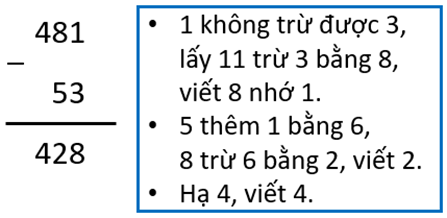 481
–
53
428
• 1 không trừ được 3,
lấy 11 trừ 3 bằng 8,
viết 8 nhớ 1.
• 5 thêm 1 bằng 6,
8 trừ 6 bằng 2, viết 2.
• Hạ 4, viết 4.